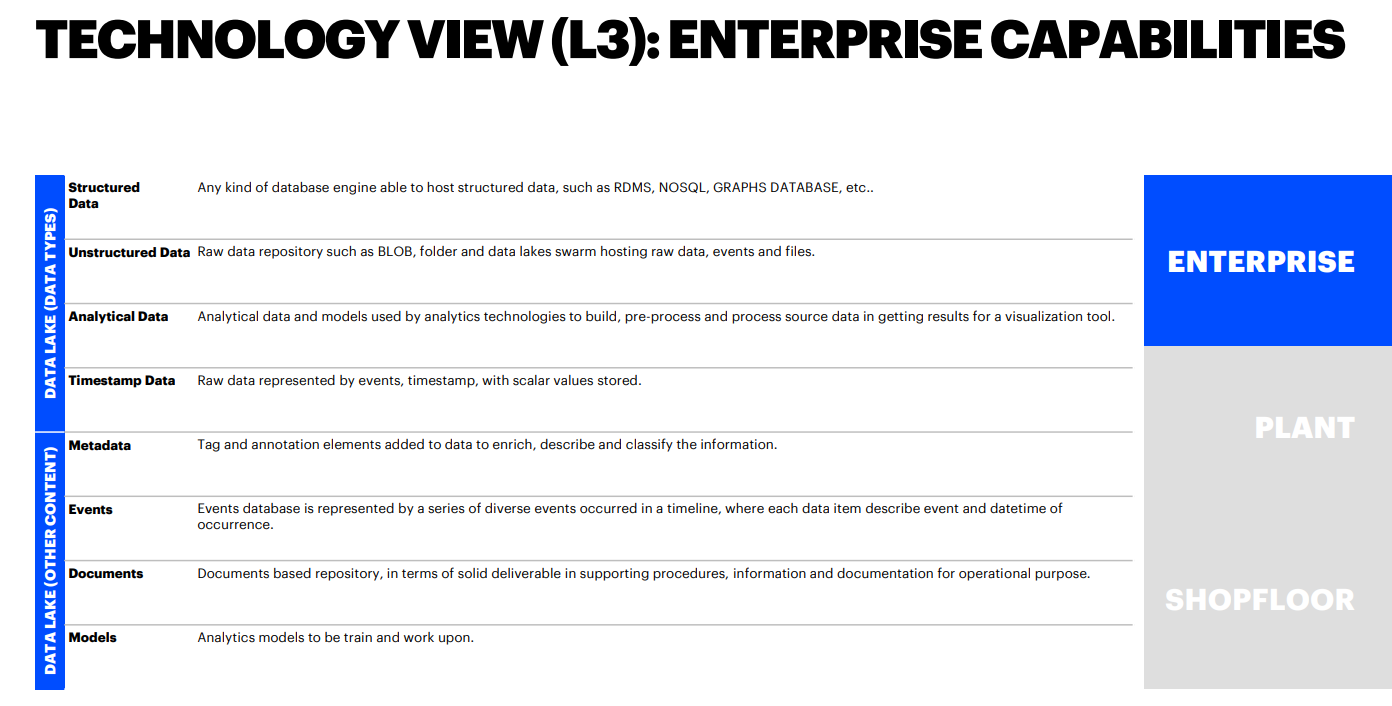 TECHNOLOGY VIEW (L3): ENTERPRISE CAPABILITIES
DATA LAKE (DATA TYPES)
Structured
Data
Any kind of database engine able to host structured data, such as RDMS, NOSQL, GRAPHS DATABASE, etc..
Unstructured Data
Raw data repository such as BLOB, folder and data lakes swarm hosting raw data, events and files.
Analytical Data
Analytical data and models used by analytics technologies to build, pre-process and process source data in getting results for a visualization tool.
Timestamp Data
Raw data represented by events, timestamp, with scalar values stored.
DATA LAKE (OTHER CONTENT)
Metadata
Tag and annotation elements added to data to enrich, describe and classify the information.
Events
Events database is represented by a series of diverse events occurred in a timeline, where each data item describe event and datetime of
occurrence.
Documents
Documents based repository, in terms of solid deliverable in supporting procedures, information and documentation for operational purpose.
Models
Analytics models to be train and work upon.
ENTERPRISE
PLANT
SHOPFLOOR